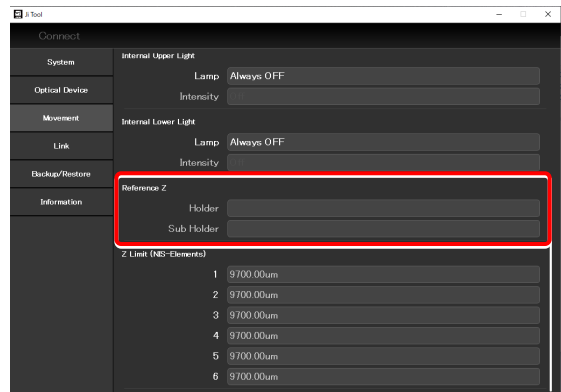 Ji Tool
Connect
System
Optical Device
Movement
Link
Backup/Restore
Information
Internal Upper Light
Lamp Always OFF
Intensity
Internal Lower Light
Lamp Always OFF
Intensity
Reference Z
Holder
Sub Holder
Z Limit (NIS-Elements)
1 9700.00um
2 9700.00um
3 9700.00um
4 9700.00um
5 9700.00um
6 9700.00um